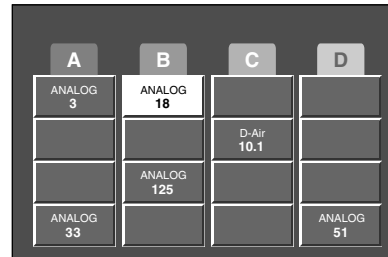 A B C D
ANALOG ANALOG
3 18
D-Air
10.1
ANALOG
125
ANALOG ANALOG
33 51